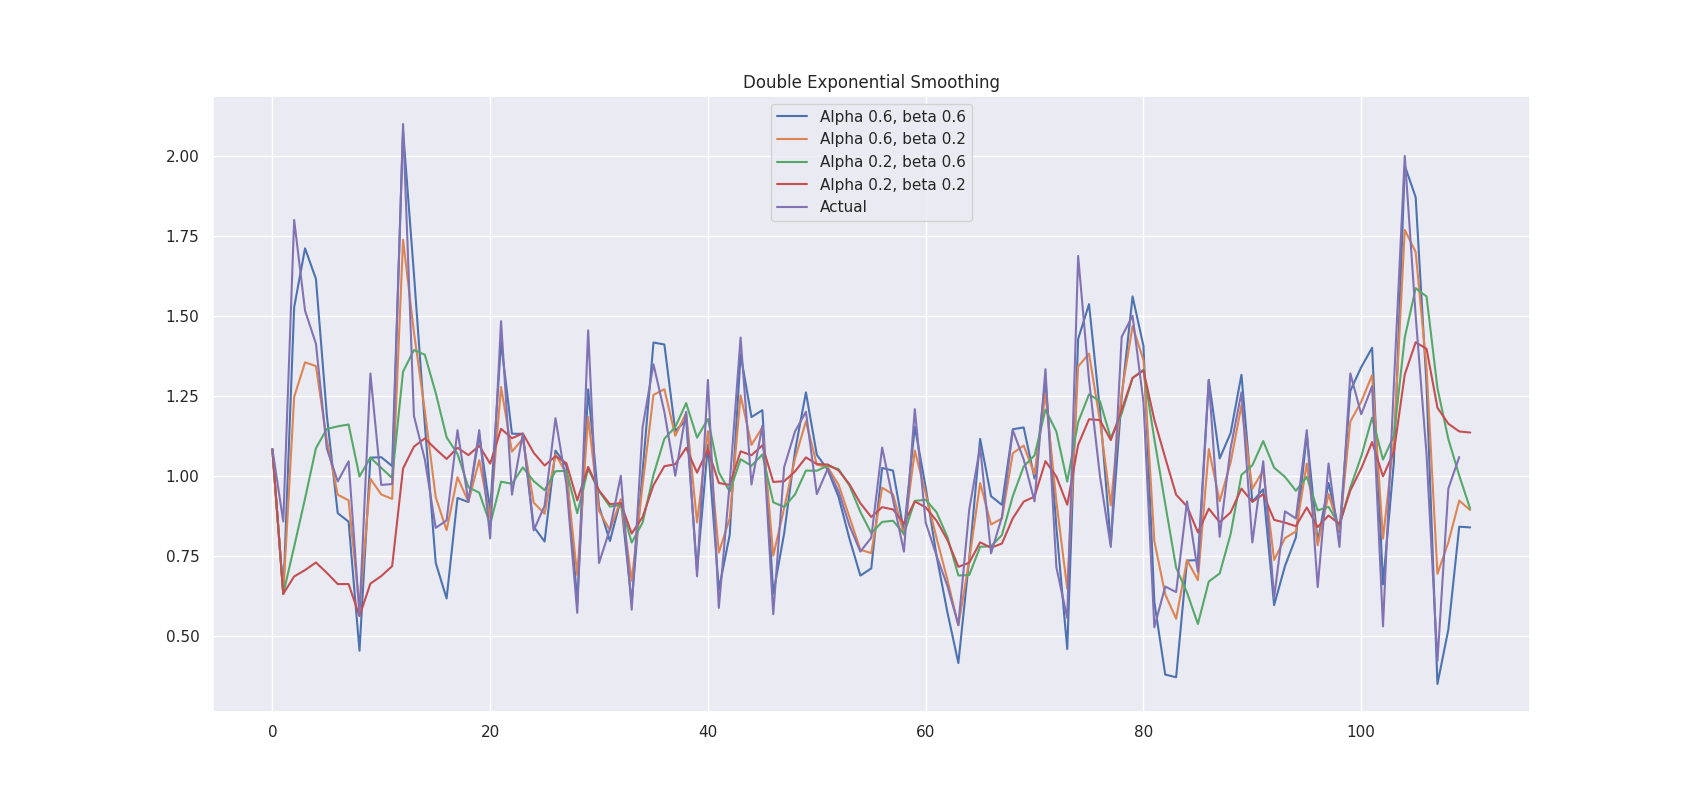 Double Exponential Smoothing
Alpha 0.6, beta 0.6
Alpha 0.6, beta 0.2
Alpha 0.2, beta 0.6
Alpha 0.2, beta 0.2
Actual
2.00
1.75
1.50
1.25
1.00
0.75
0.50
0 20 40 60 80 100